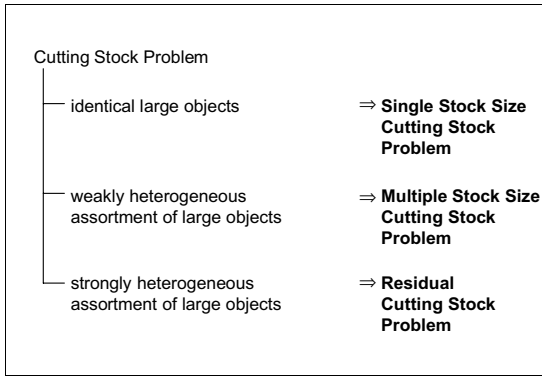 Cutting Stock Problem
identical large objects ⇒ Single Stock Size
Cutting Stock
Problem
weakly heterogeneous ⇒ Multiple Stock Size
assortment of large objects Cutting Stock
Problem
strongly heterogeneous ⇒ Residual
assortment of large objects Cutting Stock
Problem